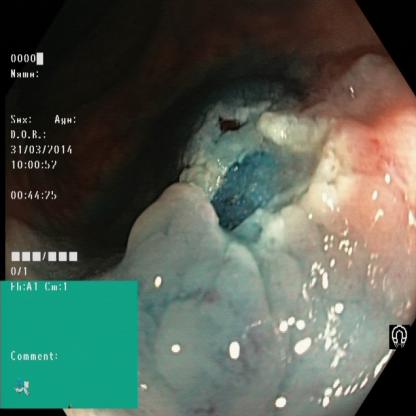 0000
Name:
Sex: Age:
D.O.B.:
31/03/2014
10:00:52
00:44:25
■■■/■■■
0/1
Eh:A1 Cm:1
Comment: